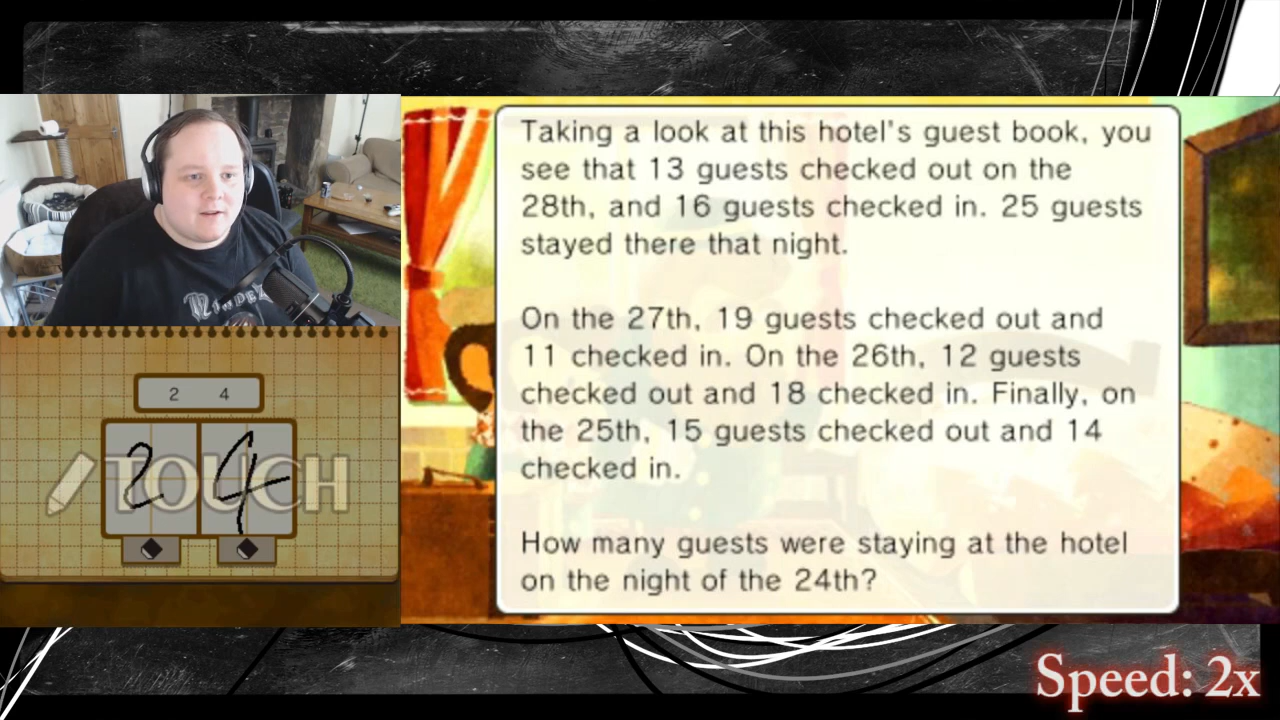 Taking a look at this hotel's guest book, you
see that 13 guests checked out on the
28th, and 16 guests checked in. 25 guests
stayed there that night.
On the 27th, 19 guests checked out and
11 checked in. On the 26th, 12 guests
checked out and 18 checked in. Finally, on
the 25th, 15 guests checked out and 14
checked in.
How many guests were staying at the hotel
on the night of the 24th?
2 4
TOUCH
2 4
Speed: 2x